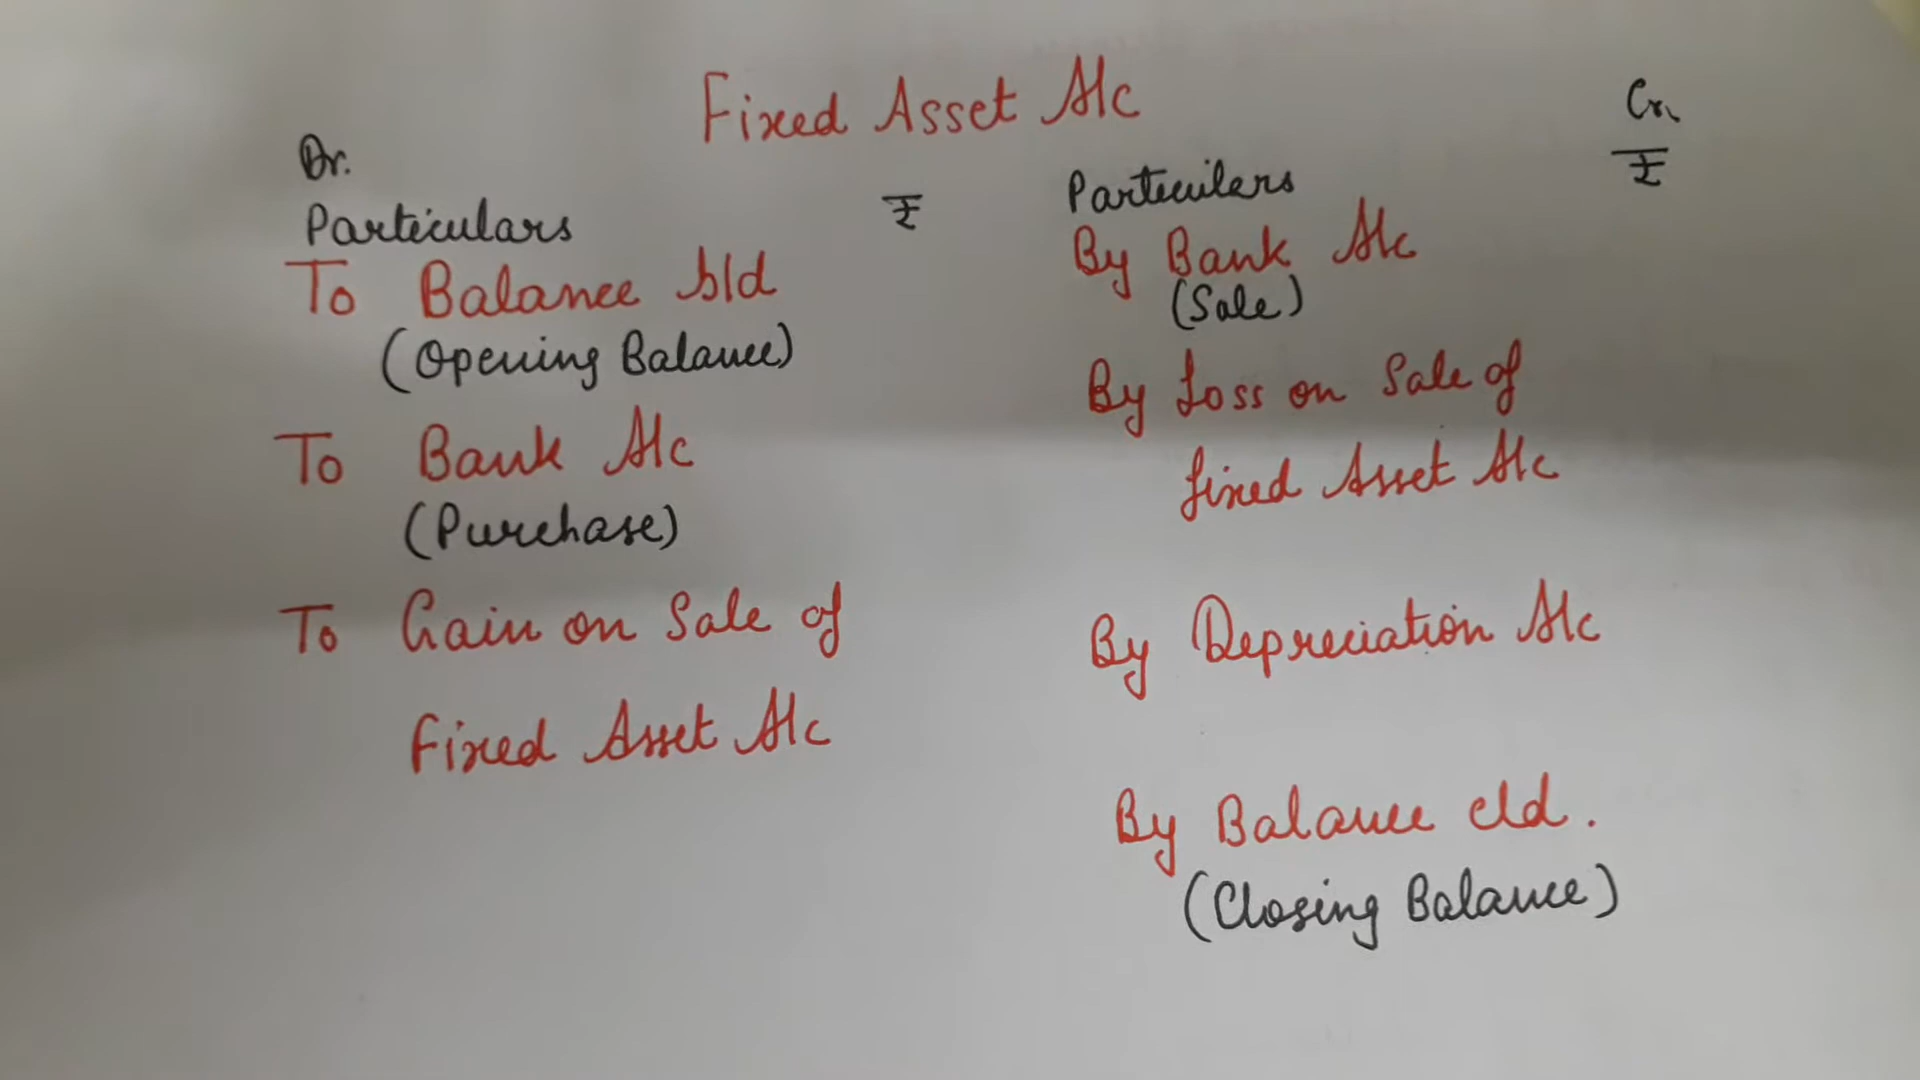 Fixed Asset A/c
Dr.
Cr.
Particulars
₹
To Balance b/d
(Opening Balance)
To Bank A/c
(Purchase)
To Gain on Sale of
Fixed Asset A/c
Particulars
₹
By Bank A/c
(Sale)
By Loss on Sale of
fixed Asset A/c
By Depreciation A/c
By Balance c/d.
(Closing Balance)